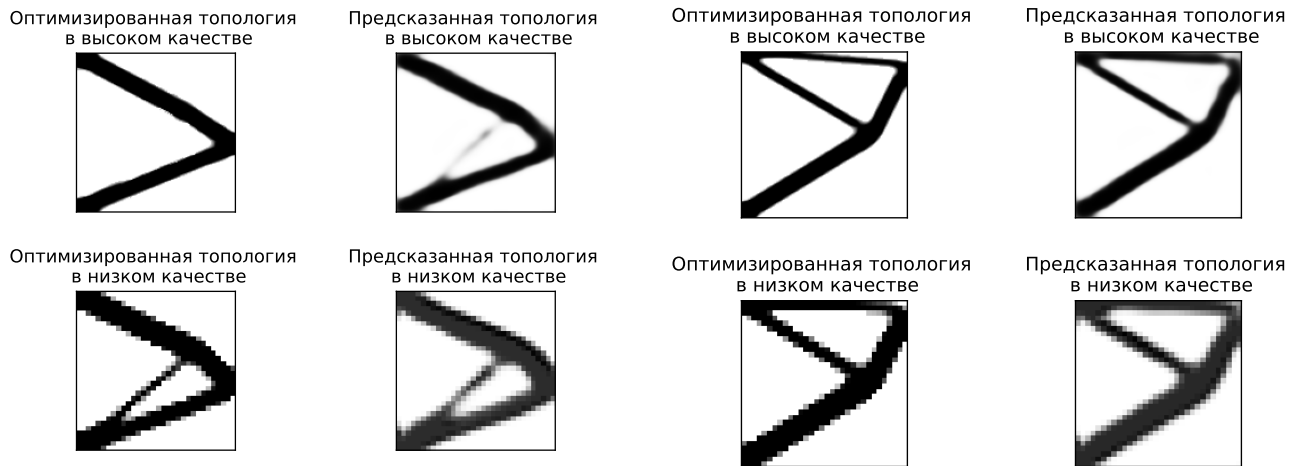 Оптимизированная топология
в высоком качестве
Предсказанная топология
в высоком качестве
Оптимизированная топология
в высоком качестве
Предсказанная топология
в высоком качестве
Оптимизированная топология
в низком качестве
Предсказанная топология
в низком качестве
Оптимизированная топология
в низком качестве
Предсказанная топология
в низком качестве